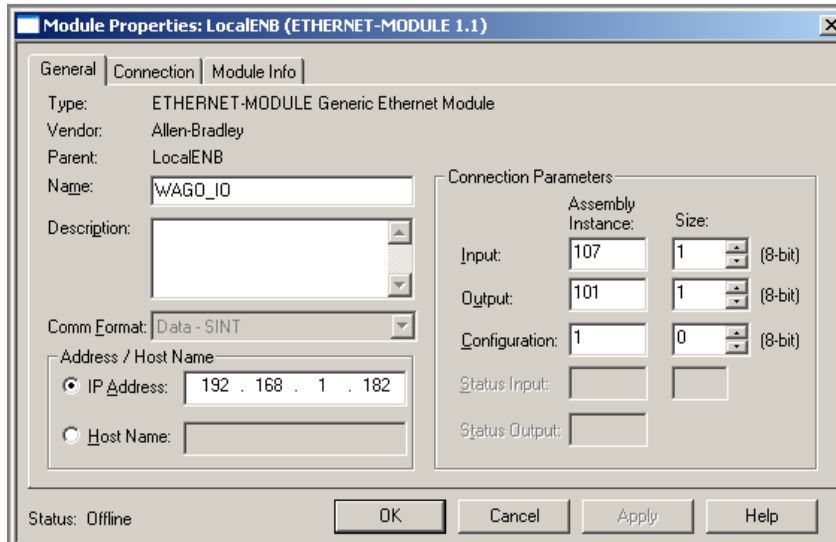 Module Properties: LocalENB (ETHERNET-MODULE 1.1)
General Connection Module Info
Type: ETHERNET-MODULE Generic Ethernet Module
Vendor: Allen-Bradley
Parent: LocalENB
Name: WAGO_IO
Description:
Comm Format: Data - SINT
Address / Host Name
IP Address: 192 . 168 . 1 . 182
Host Name:
Connection Parameters
Assembly
Instance: Size:
Input: 107 1 (8-bit)
Output: 101 1 (8-bit)
Configuration: 1 0 (8-bit)
Status Input:
Status Output:
Status: Offline OK Cancel Apply Help